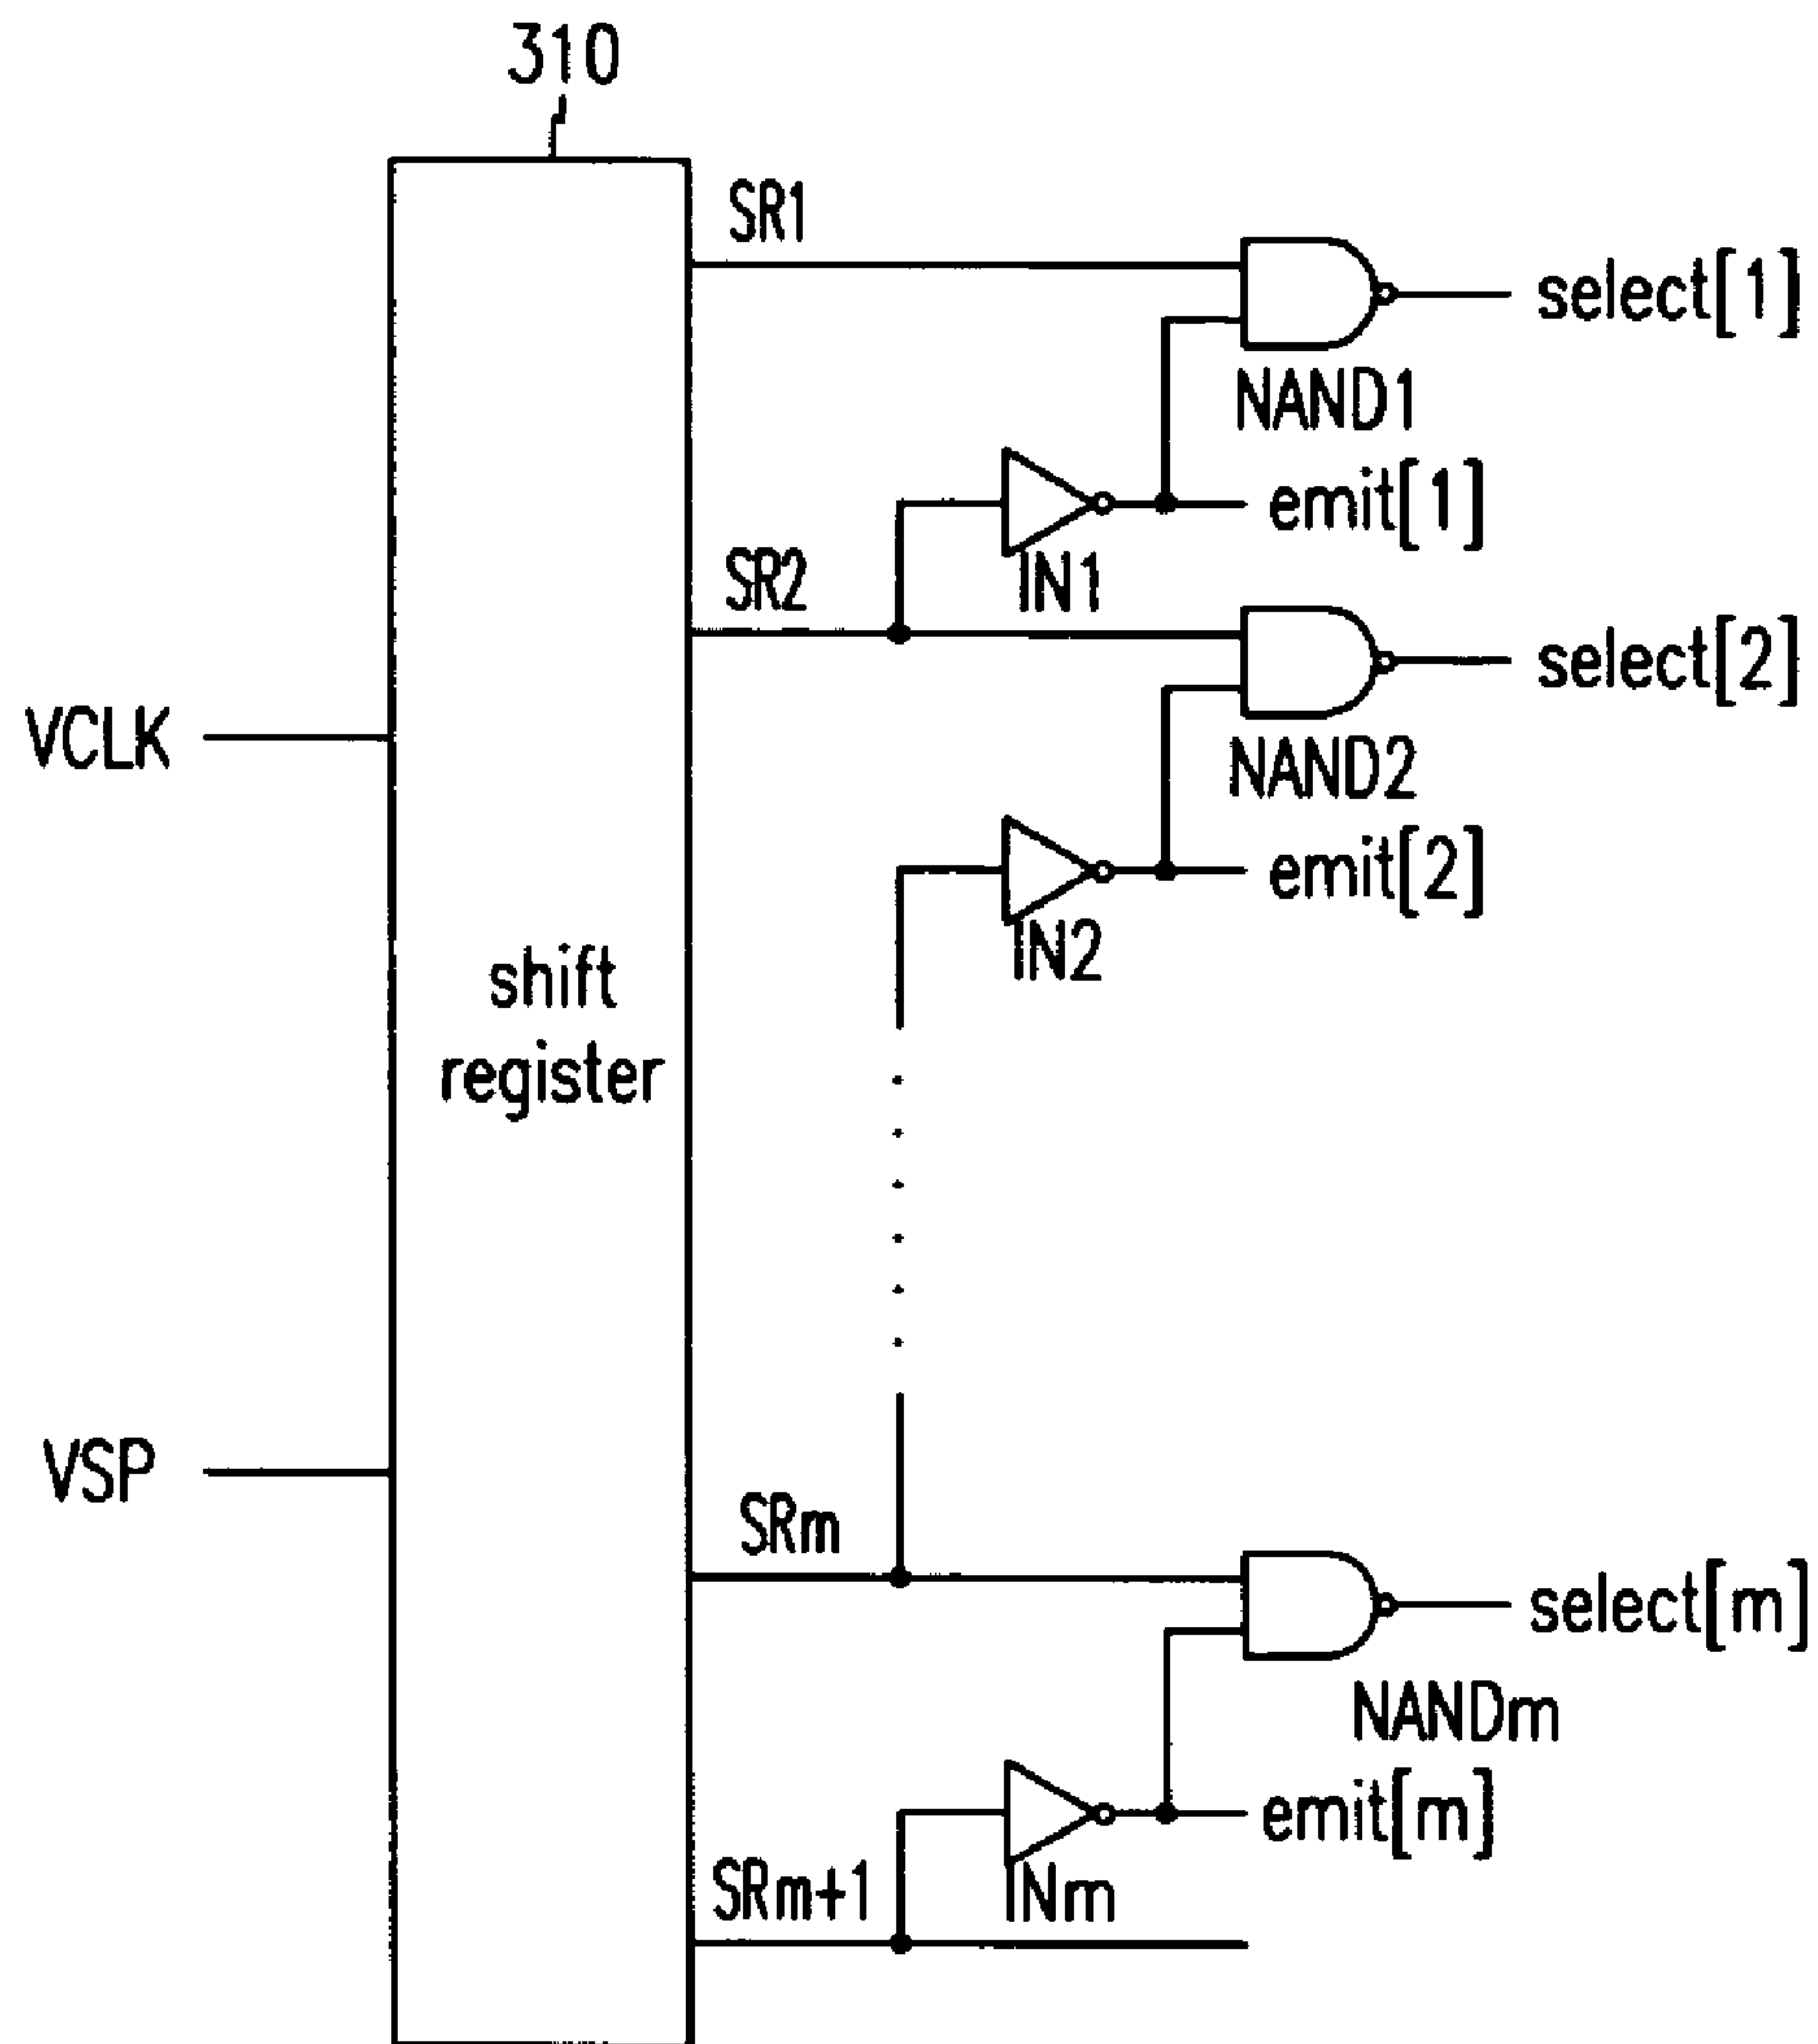 310
SR1
select[1]
NAND1
emit[1]
IN1
SR2
select[2]
VCLK
NAND2
emit[2]
IN2
shift
register
VSP
SRm
select[m]
NANDm
emit[m]
INm
SRm+1